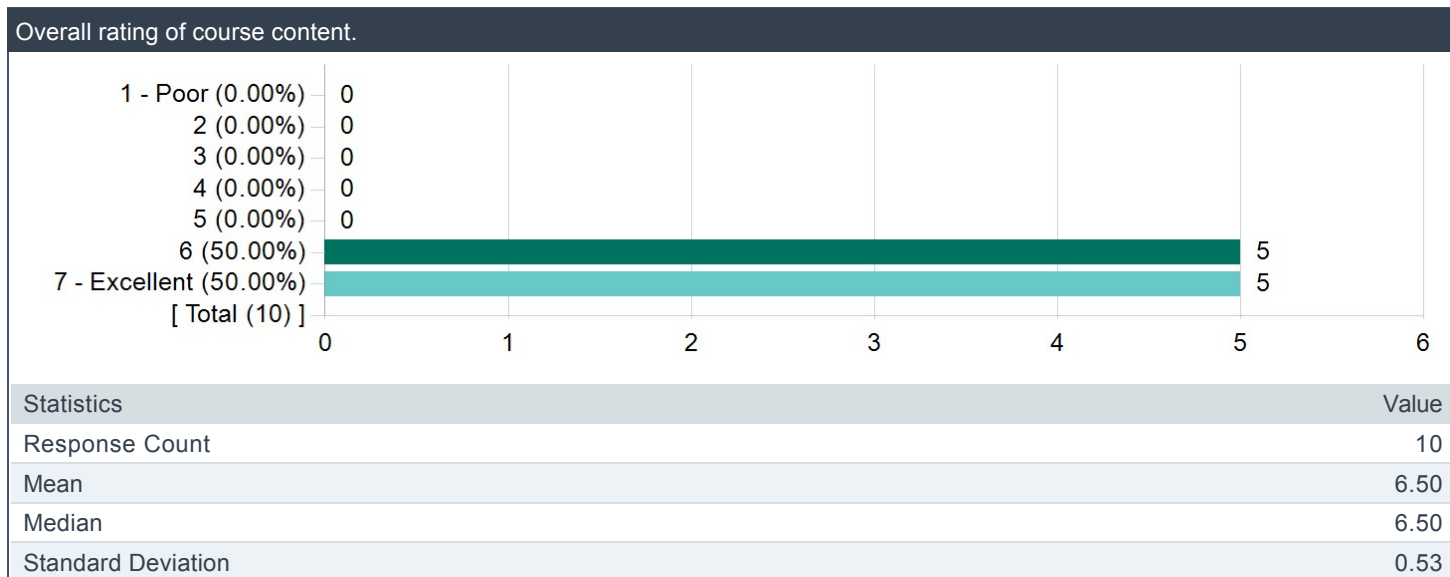 Overall rating of course content.
1 - Poor (0.00%) 0
2 (0.00%) 0
3 (0.00%) 0
4 (0.00%) 0
5 (0.00%) 0
6 (50.00%) 5
7 - Excellent (50.00%) 5
[ Total (10) ]
0 1 2 3 4 5 6
Statistics Value
Response Count 10
Mean 6.50
Median 6.50
Standard Deviation 0.53